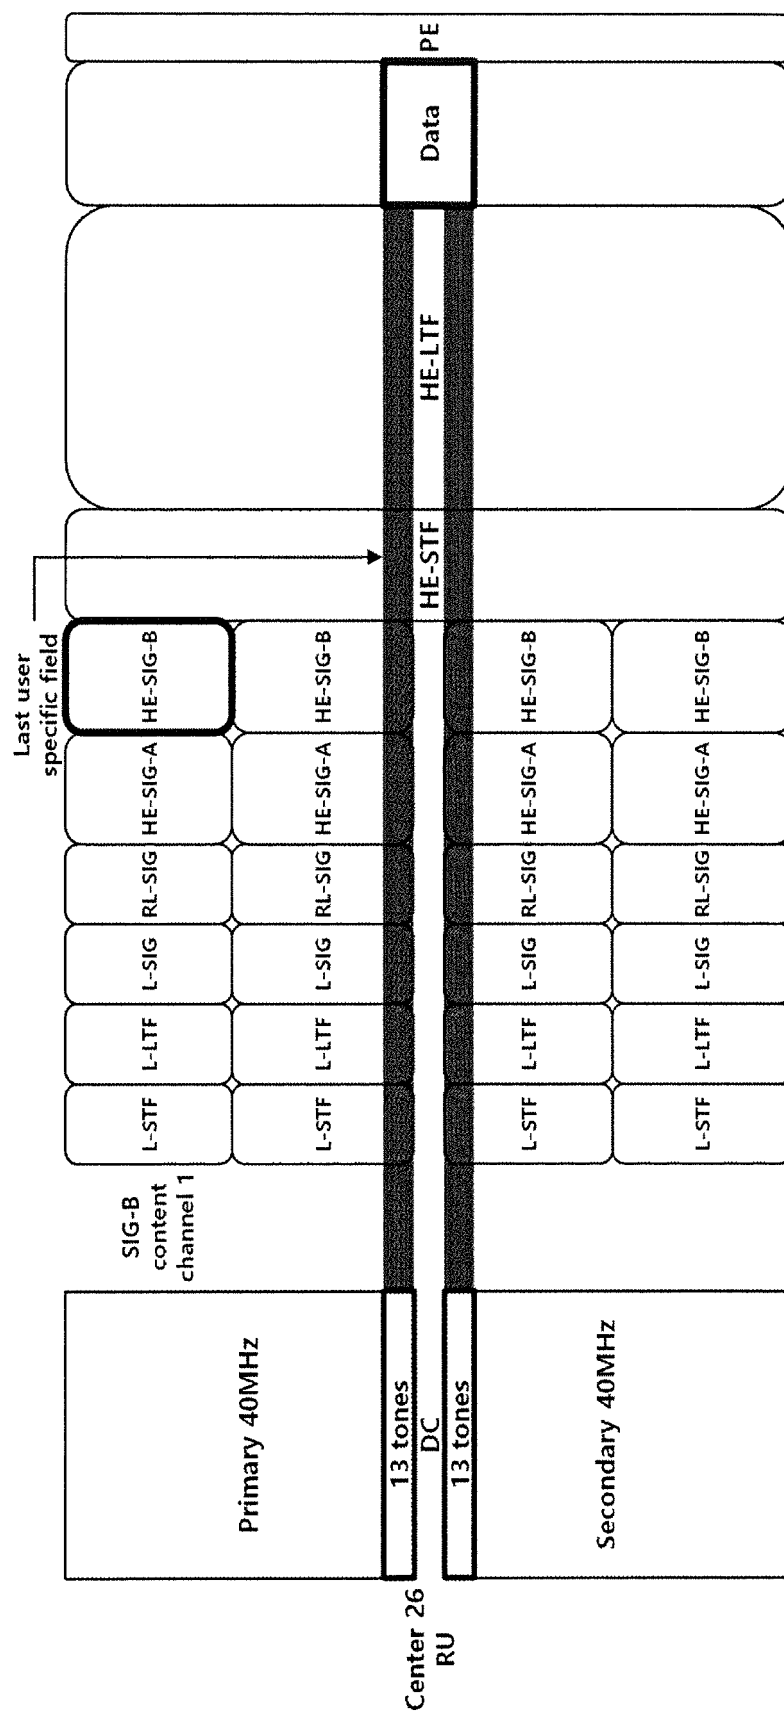 Last user
specific field
SIG-B
content
channel 1
L-STF
L-LTF
L-SIG
RL-SIG
HE-SIG-A
HE-SIG-B
Primary 40MHz
L-STF
L-LTF
L-SIG
RL-SIG
HE-SIG-A
HE-SIG-B
Center 26
RU
13 tones
DC
13 tones
HE-STF
HE-LTF
Data
PE
Secondary 40MHz
L-STF
L-LTF
L-SIG
RL-SIG
HE-SIG-A
HE-SIG-B
L-STF
L-LTF
L-SIG
RL-SIG
HE-SIG-A
HE-SIG-B